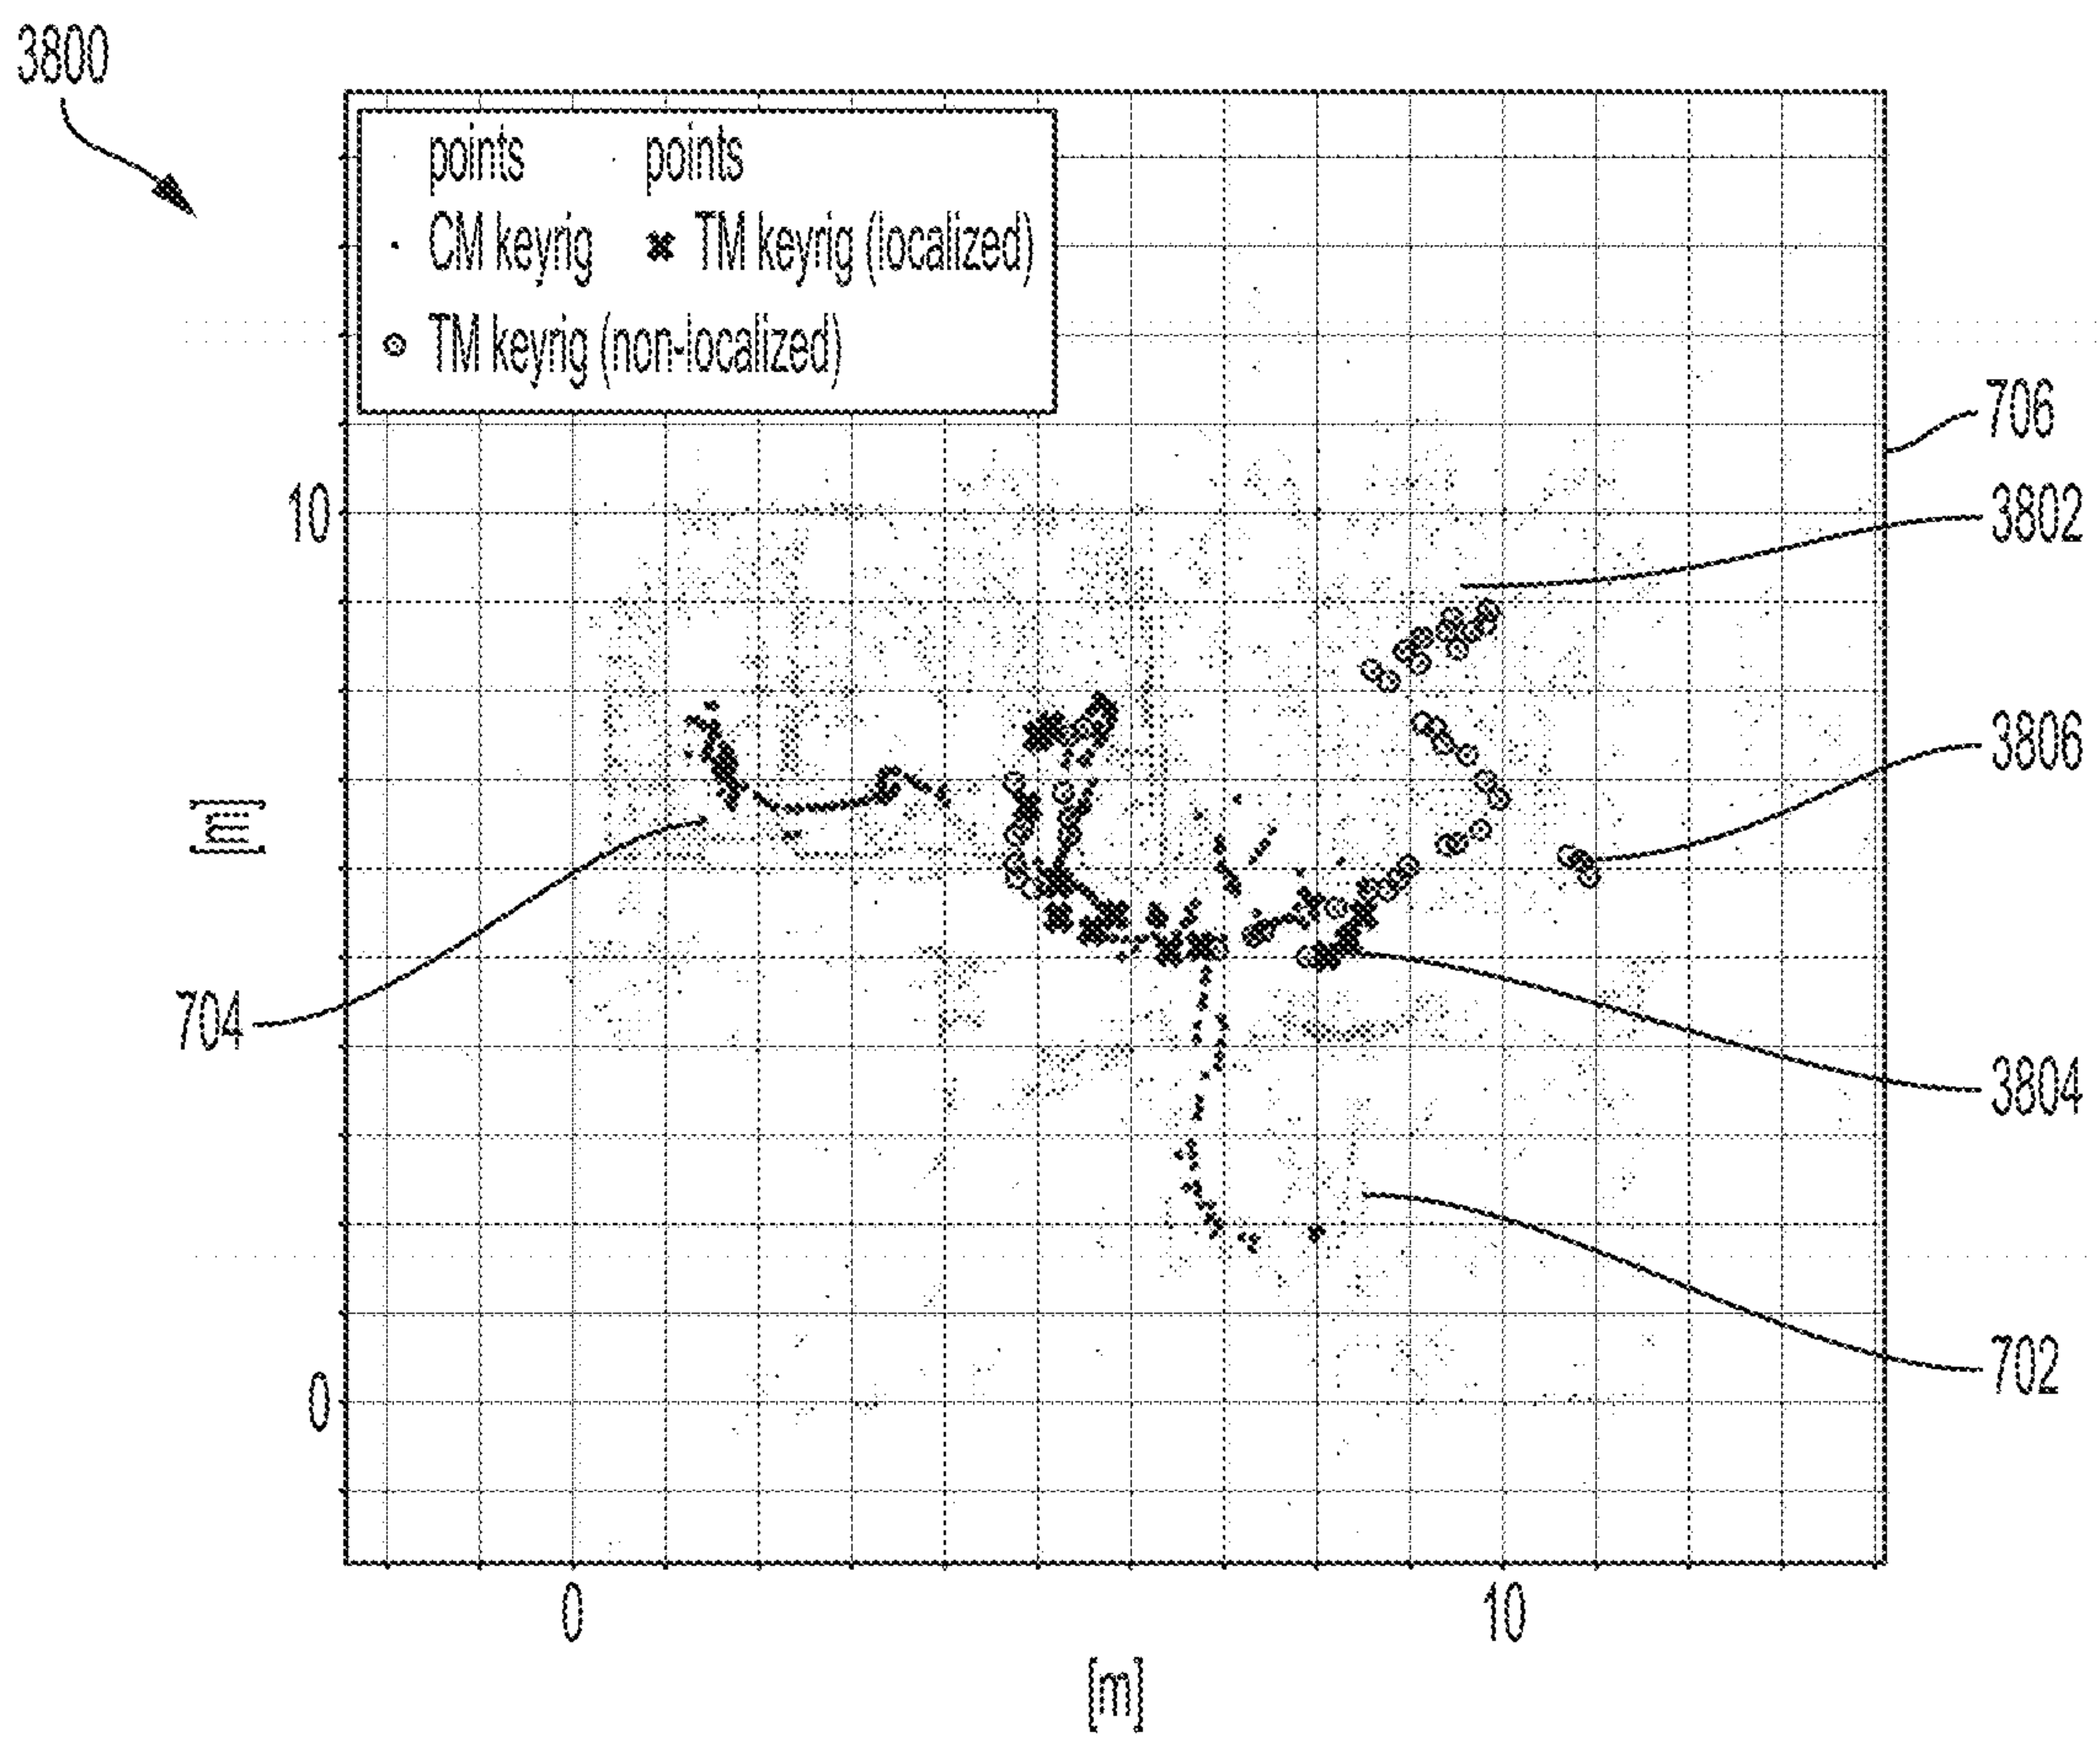 3800
points points
CM keyrig TM keyrig (localized)
TM keyrig (non-localized)
706
10
3802
3806
[m]
704
3804
702
0
0 10
[m]